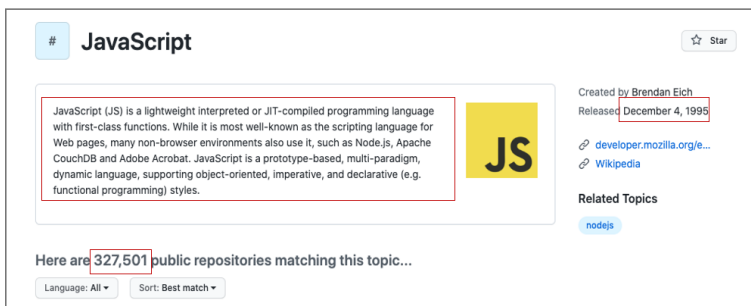 # JavaScript
Star
JavaScript (JS) is a lightweight interpreted or JIT-compiled programming language
with first-class functions. While it is most well-known as the scripting language for
Web pages, many non-browser environments also use it, such as Node.js, Apache
CouchDB and Adobe Acrobat. JavaScript is a prototype-based, multi-paradigm,
dynamic language, supporting object-oriented, imperative, and declarative (e.g.
functional programming) styles.
JS
Created by Brendan Eich
Released December 4, 1995
developer.mozilla.org/e...
Wikipedia
Related Topics
nodejs
Here are 327,501 public repositories matching this topic...
Language: All
Sort: Best match